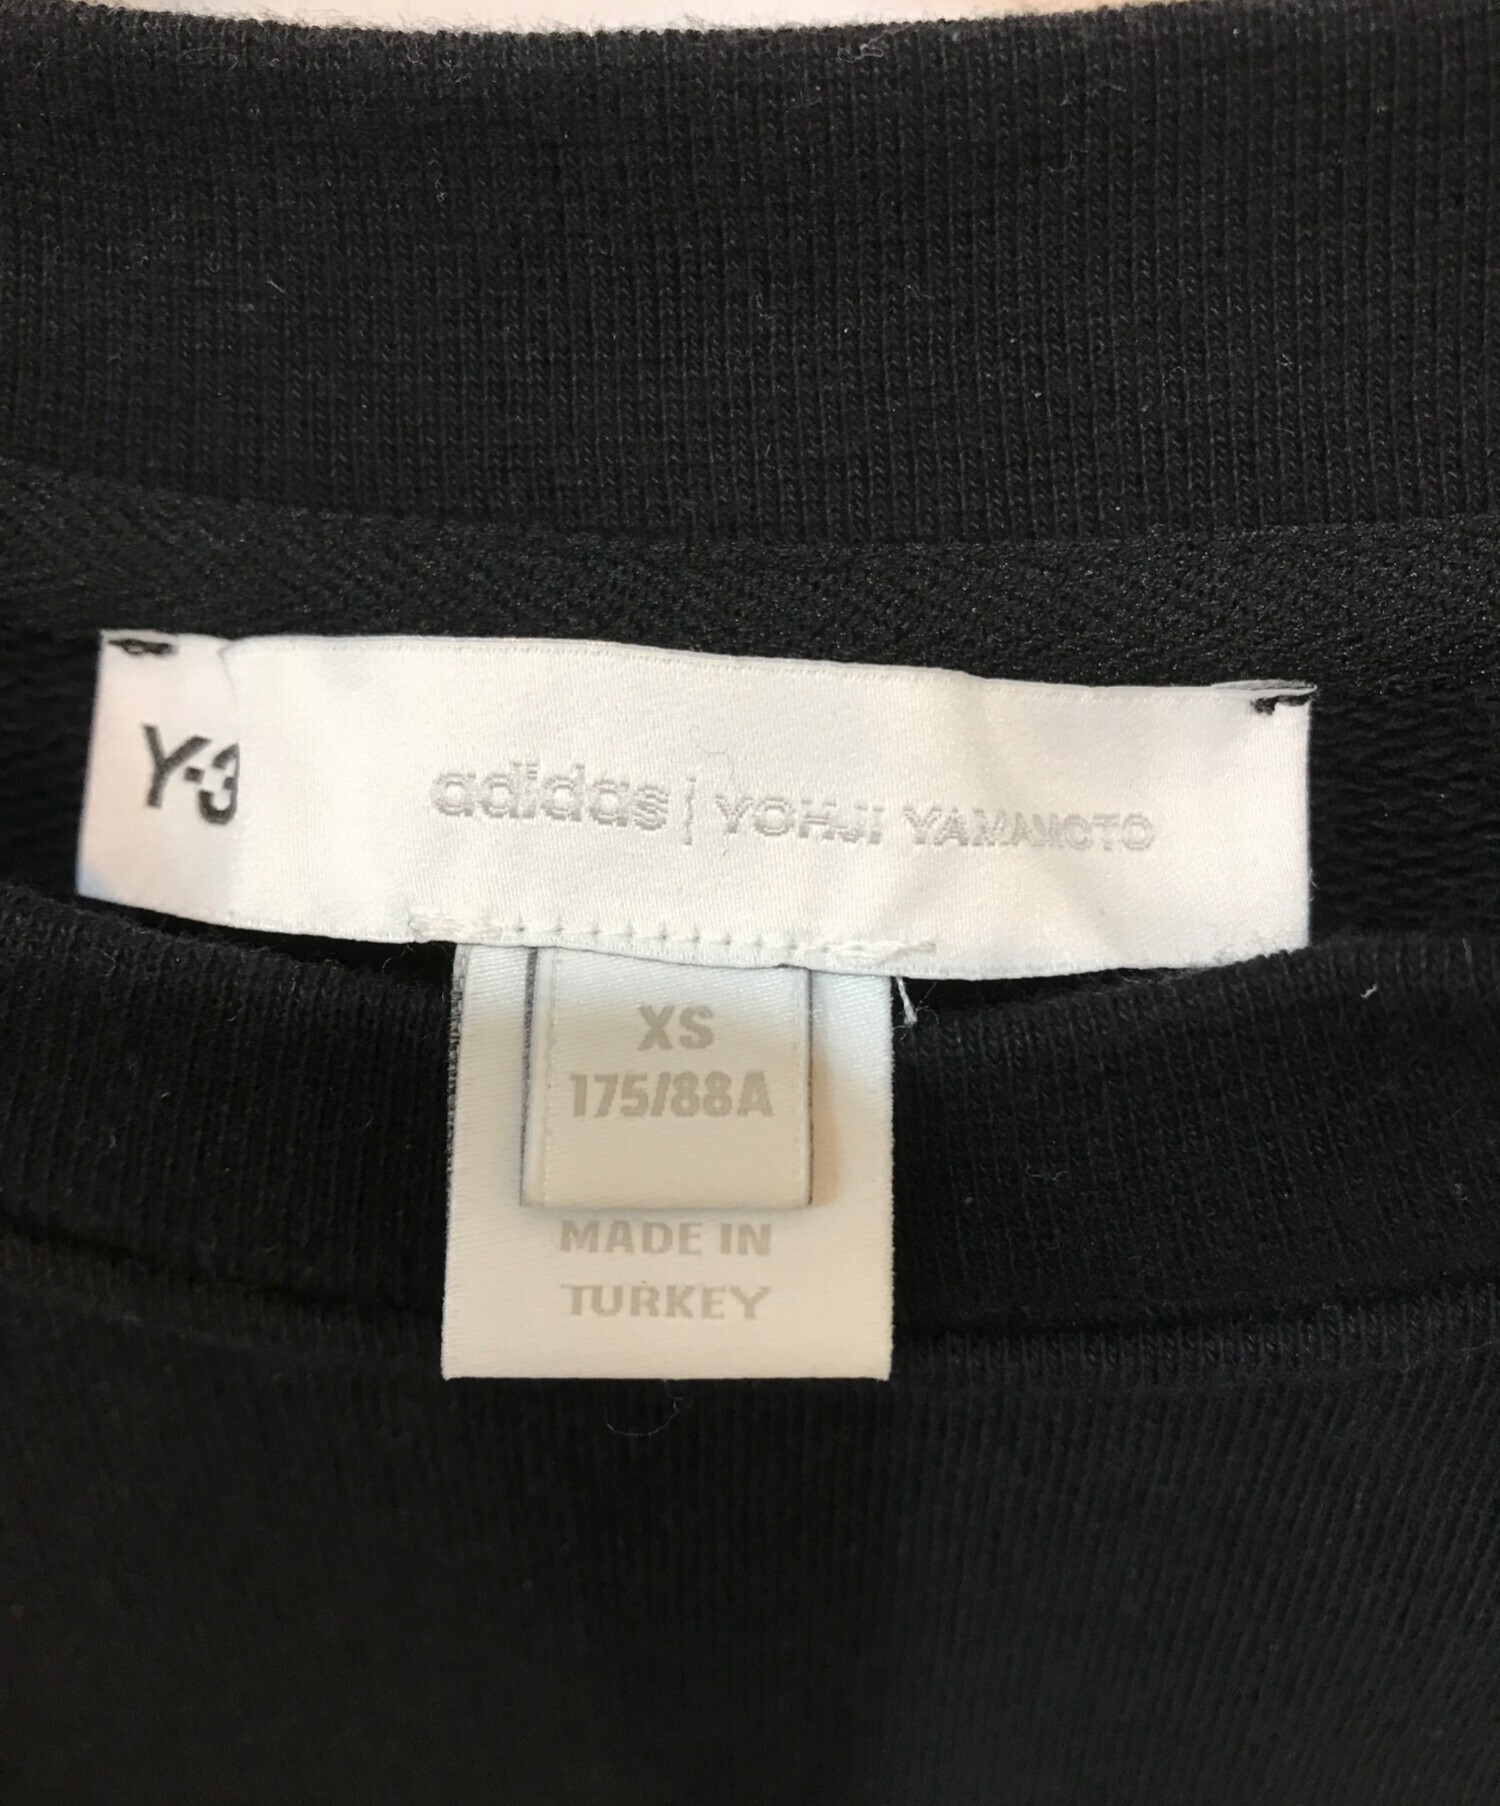 Y-3
adidas | YOHJI YAMAMOTO
XS
175/88A
MADE IN
TURKEY